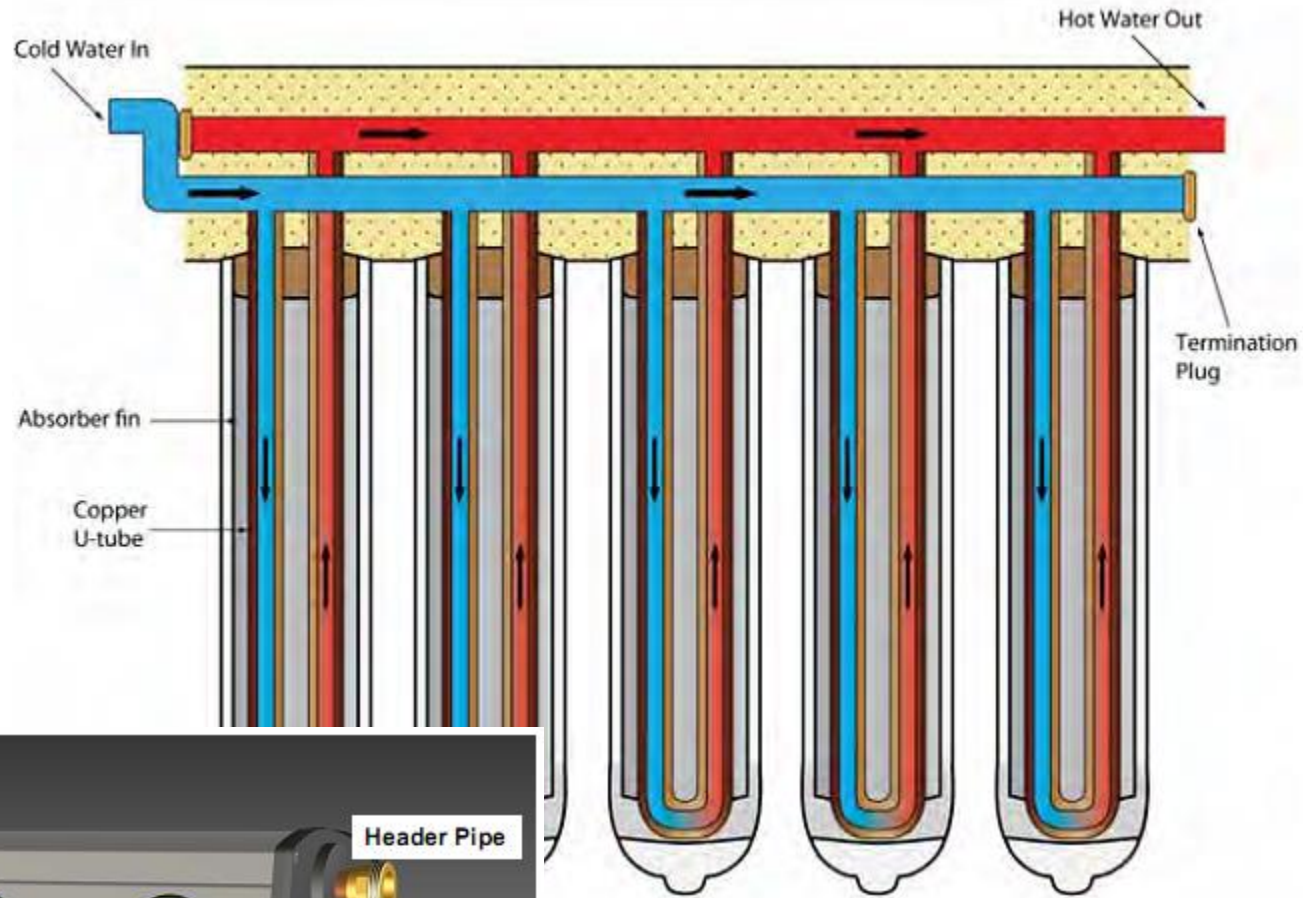 Hot Water Out
Cold Water In
Termination
Plug
Absorber fin
Copper
U-tube
Header Pipe